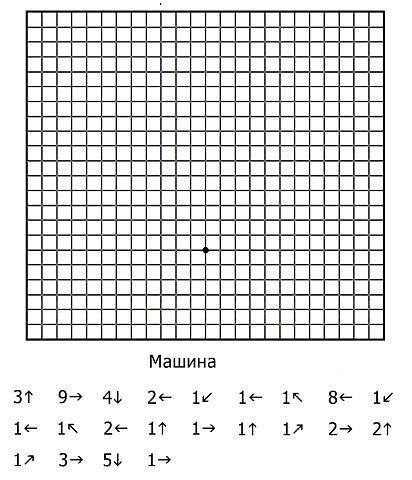 Машина
3↑ 9→ 4↓ 2← 1↙ 1← 1↖ 8← 1↙
1← 1↖ 2← 1↑ 1→ 1↑ 1↗ 2→ 2↑
1↗ 3→ 5↓ 1→